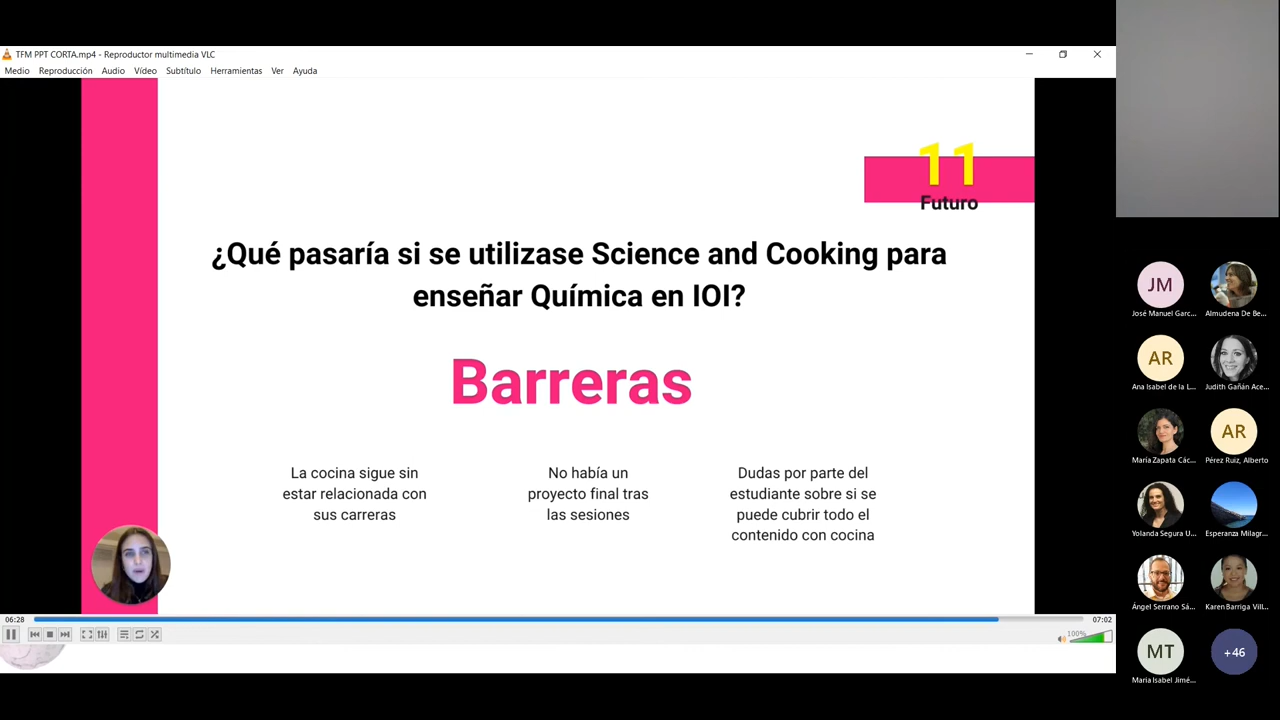 TFM PPT CORTA.mp4 - Reproductor multimedia VLC
Medio Reproducción Audio Vídeo Subtítulo Herramientas Ver Ayuda
11
Futuro
¿Qué pasaría si se utilizase Science and Cooking para
enseñar Química en IOI?
Barreras
La cocina sigue sin
estar relacionada con
sus carreras
No había un
proyecto final tras
las sesiones
Dudas por parte del
estudiante sobre si se
puede cubrir todo el
contenido con cocina
06:28
07:02
100%
JM
José Manuel Garc...
Almudena De Be...
AR
Ana Isabel de la L...
Judith Gañán Ace...
María Zapata Các...
AR
Pérez Ruiz, Alberto
Yolanda Segura U...
Esperanza Milagr...
Ángel Serrano Sá...
Karen Barriga Vill...
MT
Maria Isabel Jimé...
+46